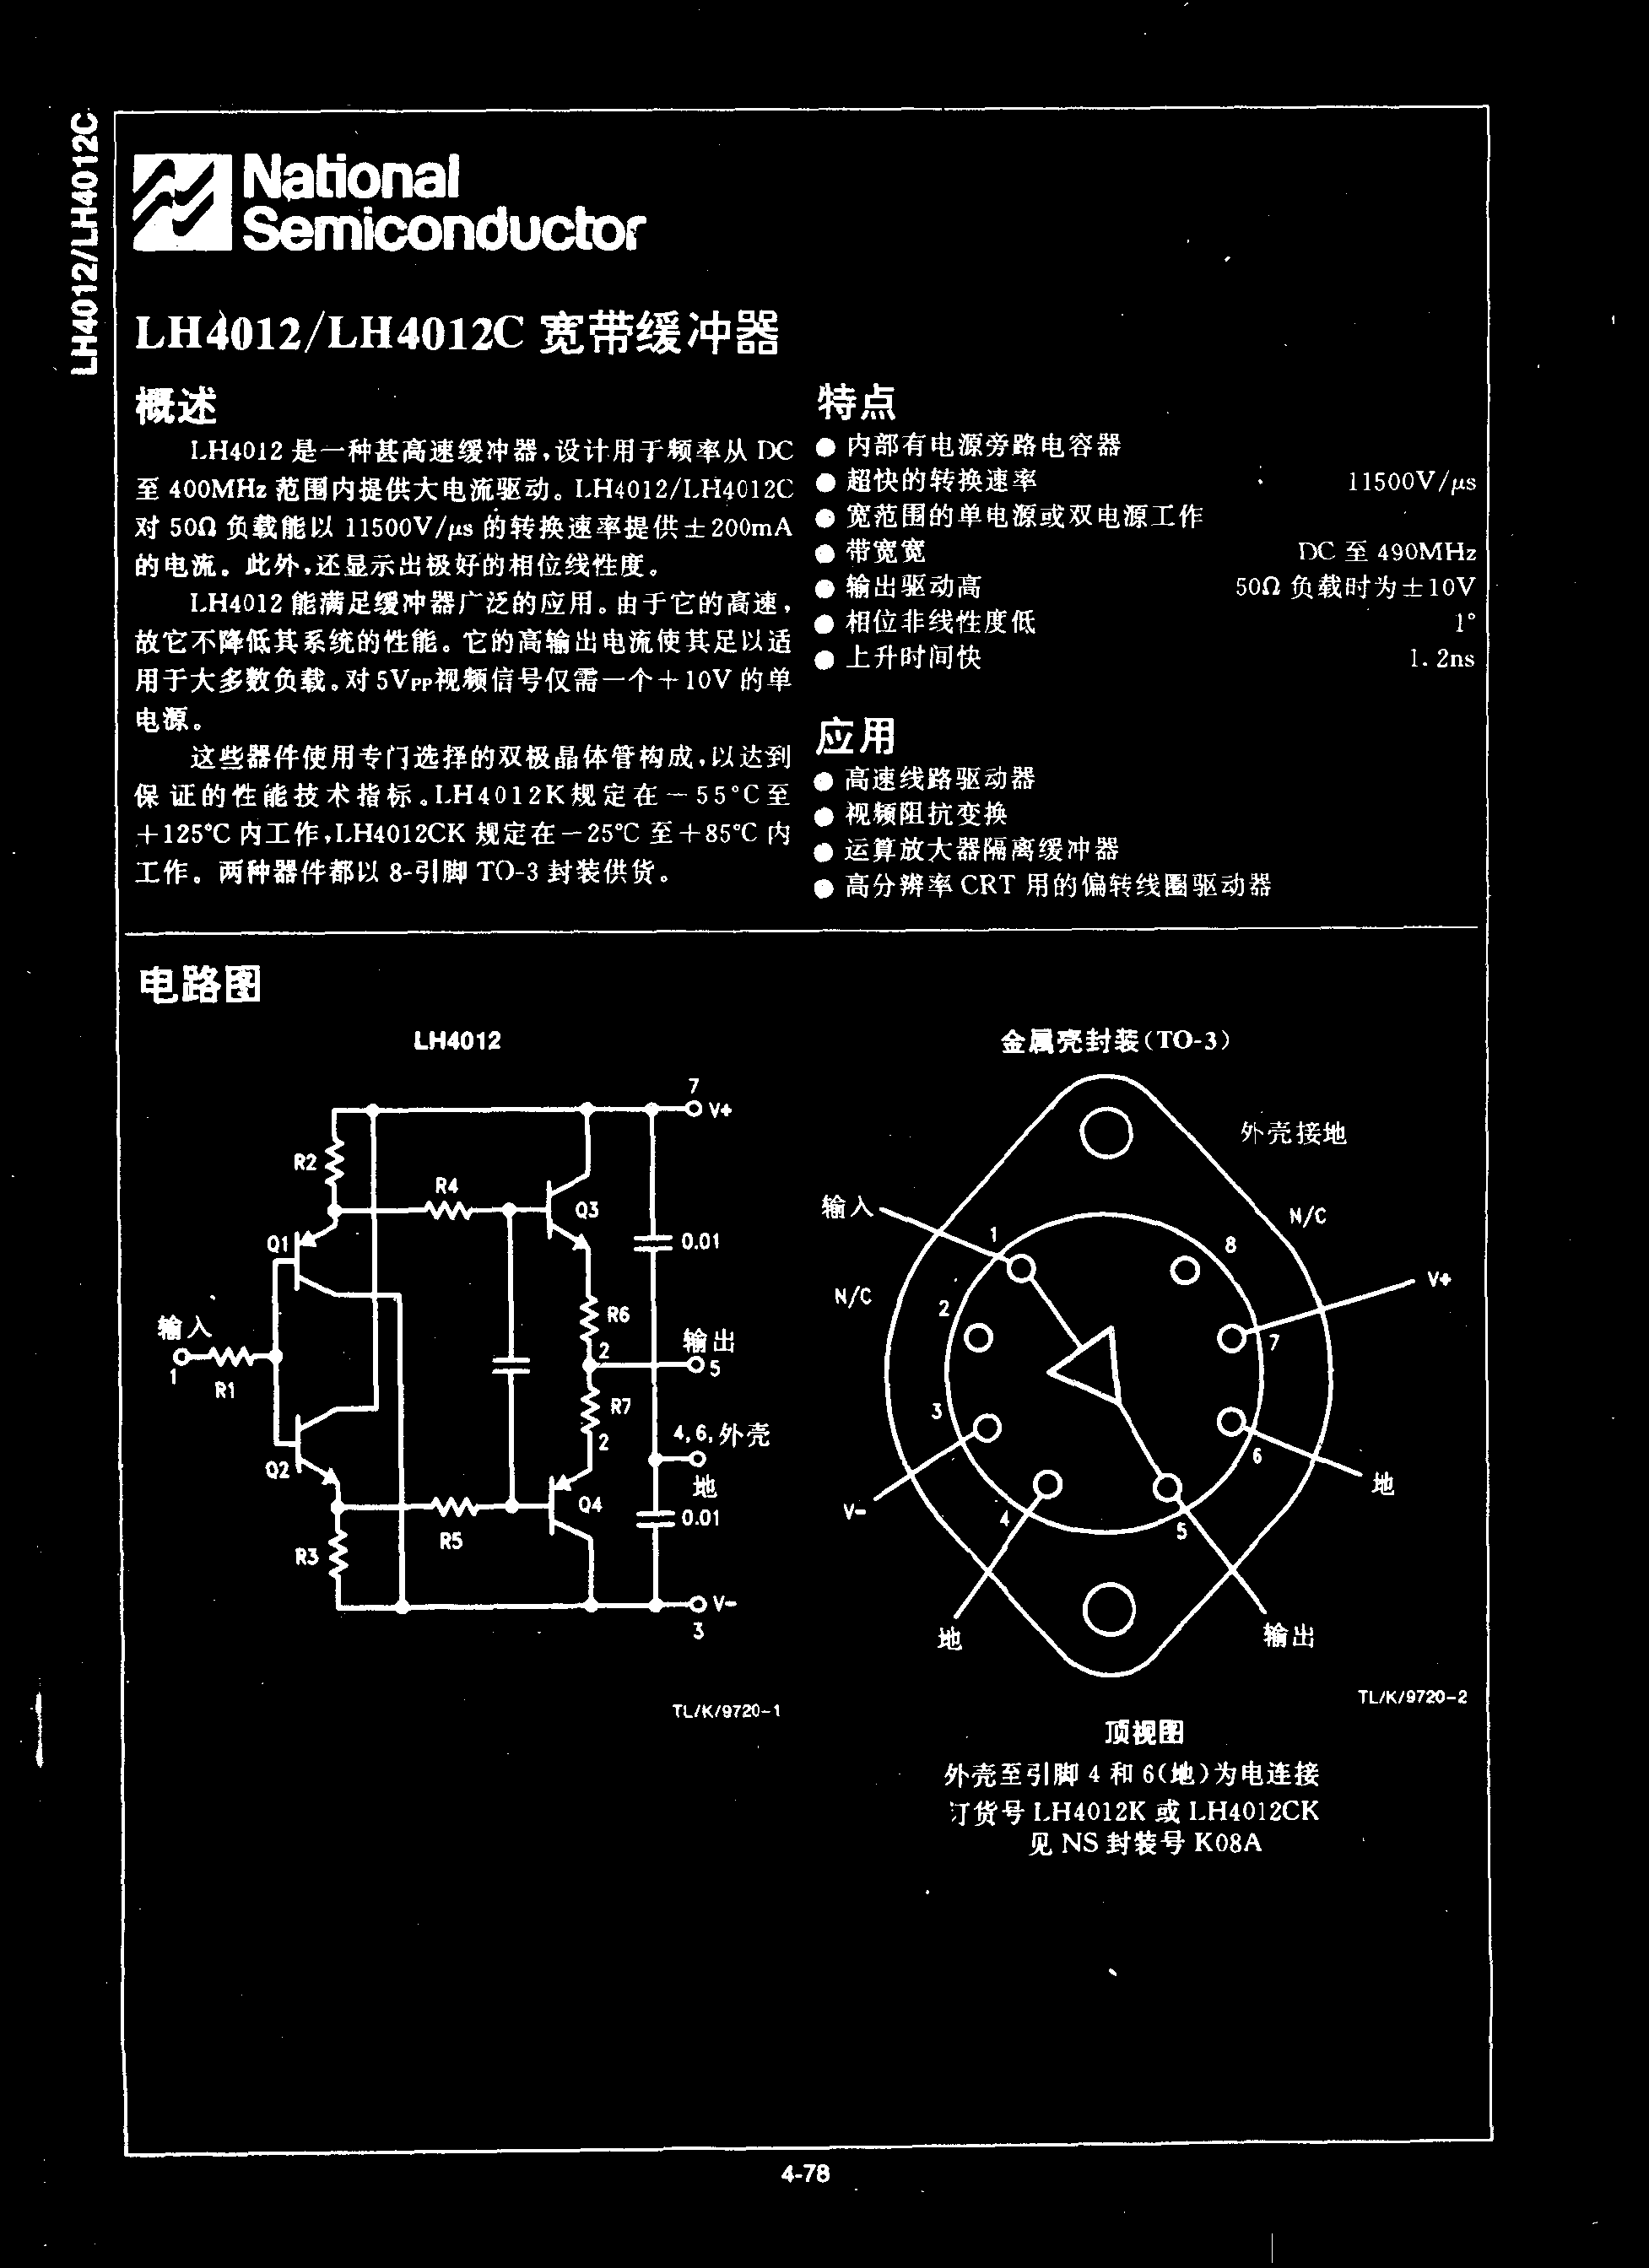 LH4012/LH4012C
National
Semiconductor
LH4012/LH4012C 宽带缓冲器
概述
LH4012 是一种甚高速缓冲器,设计用于频率从 DC
至 400MHz 范围内提供大电流驱动。LH4012/LH4012C
对 50Ω 负载能以 11500V/μs 的转换速率提供±200mA
的电流。此外,还显示出极好的相位线性度。
LH4012 能满足缓冲器广泛的应用。由于它的高速,
故它不降低其系统的性能。它的高输出电流使其足以适
用于大多数负载。对 5VPP视频信号仅需一个+10V 的单
电源。
这些器件使用专门选择的双极晶体管构成,以达到
保证的性能技术指标。LH4012K规定在-55°C至
+125℃ 内工作,LH4012CK 规定在-25℃ 至+85℃ 内
工作。两种器件都以 8-引脚 TO-3 封装供货。
特点
● 内部有电源旁路电容器
● 超快的转换速率 11500V/μs
● 宽范围的单电源或双电源工作
● 带宽宽 DC 至 490MHz
● 输出驱动高 50Ω 负载时为±10V
● 相位非线性度低 1°
● 上升时间快 1.2ns
应用
● 高速线路驱动器
● 视频阻抗变换
● 运算放大器隔离缓冲器
● 高分辨率 CRT 用的偏转线圈驱动器
电路图
LH4012
7
V+
R2
R4
Q3
Q1
0.01
R6
输入
2
输出
1
5
R1
R7
4,6,外壳
2
Q2
地
Q4
0.01
R5
R3
V-
3
TL/K/9720-1
金属壳封装(TO-3)
外壳接地
输入
N/C
1
8
V+
N/C
2
7
3
6
地
V-
4
5
地
输出
TL/K/9720-2
顶视图
外壳至引脚 4 和 6(地)为电连接
订货号 LH4012K 或 LH4012CK
见 NS 封装号 K08A
4-78